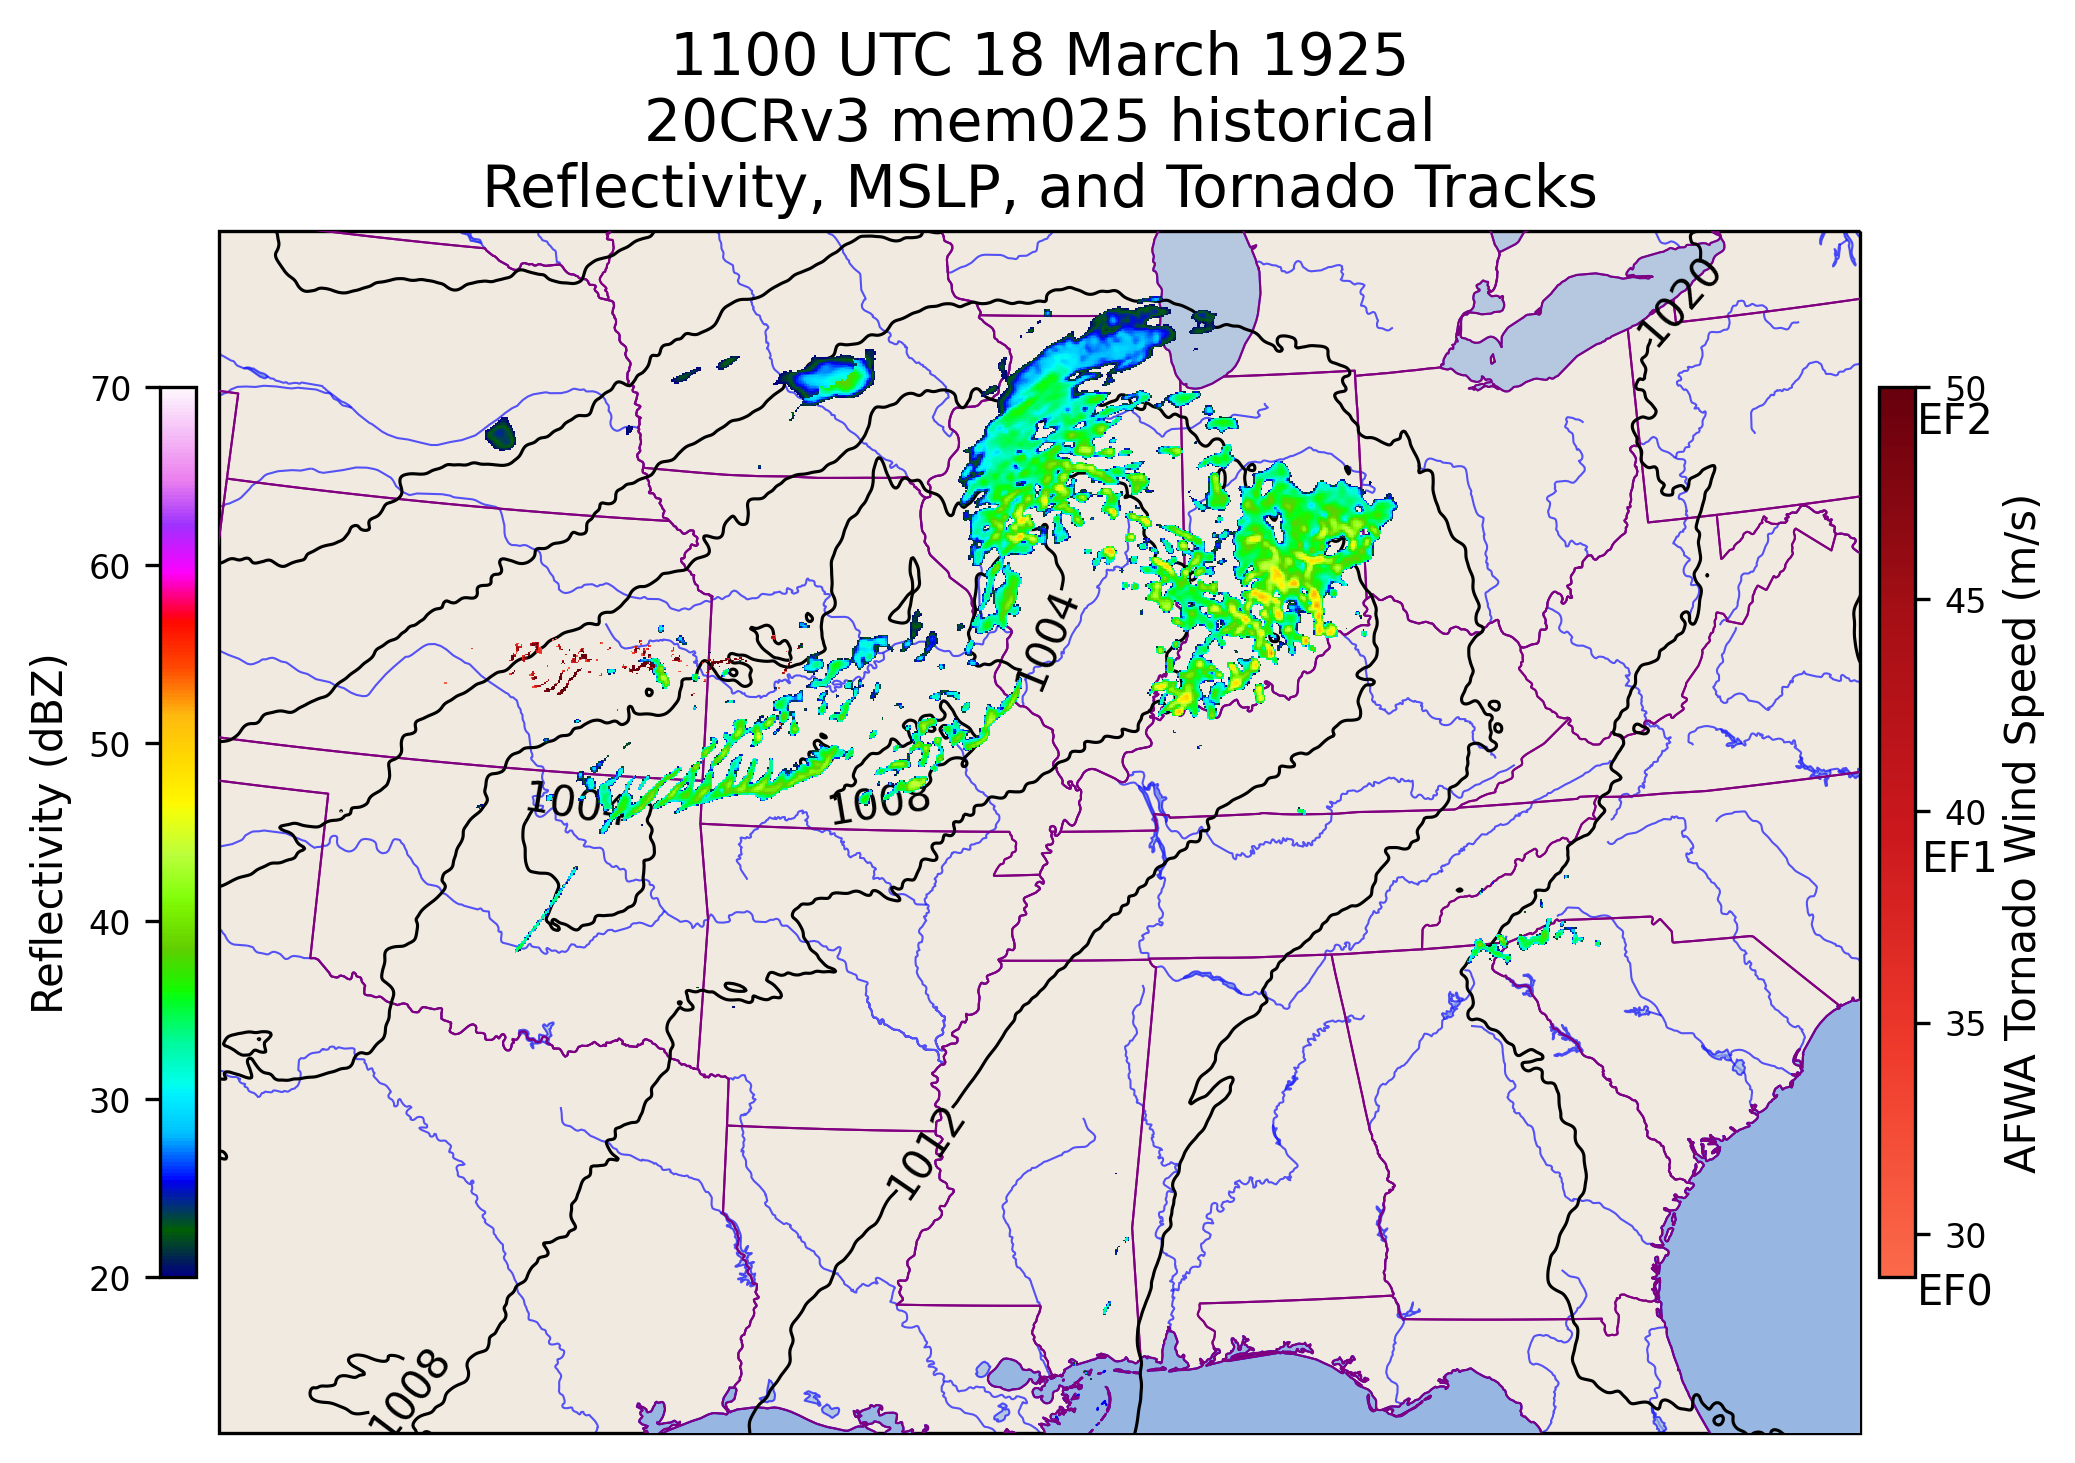 1100 UTC 18 March 1925
20CRv3 mem025 historical
Reflectivity, MSLP, and Tornado Tracks
Reflectivity (dBZ)
70
60
50
40
30
20
1020
1004
1008
1012
1008
50
EF2
45
40
EF1
35
30
EF0
AFWA Tornado Wind Speed (m/s)